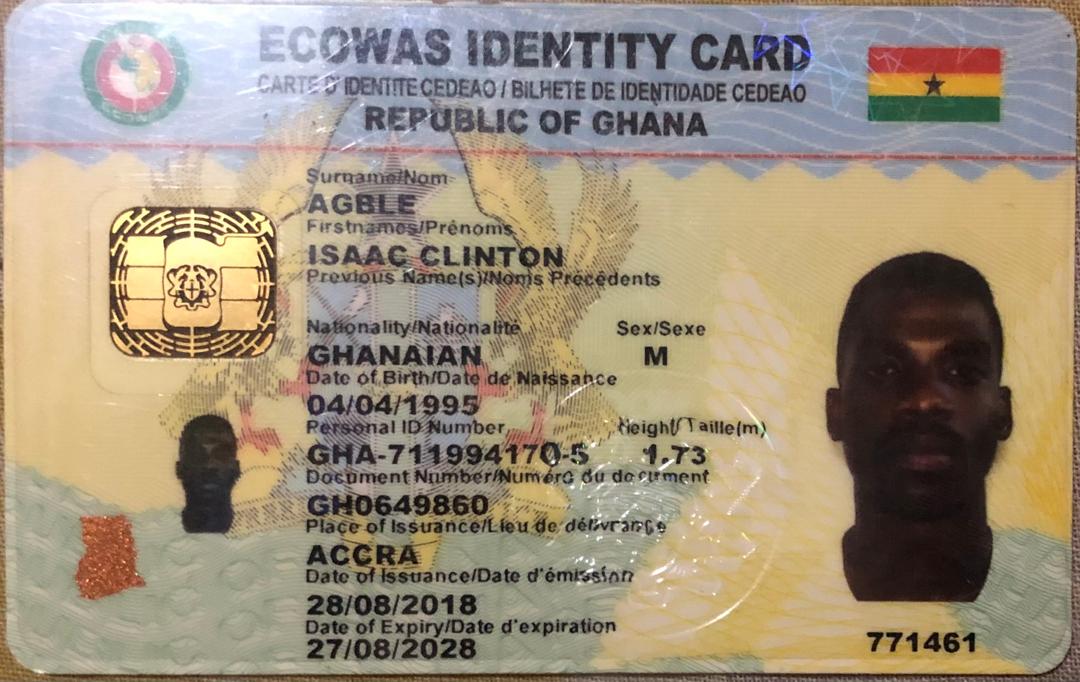 ECOWAS IDENTITY CARD
CARTE D'IDENTITE CEDEAO / BILHETE DE IDENTIDADE CEDEAO
REPUBLIC OF GHANA
Surname/Nom
AGBLE
Firstnames/Prénoms
ISAAC CLINTON
Previous Name(s)/Noms Précédents
Nationality/Nationalité Sex/Sexe
GHANAIAN M
Date of Birth/Date de Naissance
04/04/1995
Personal ID Number Height/Taille(m)
GHA-711994170-5 1.73
Document Number/Numéro du document
GH0649860
Place of Issuance/Lieu de délivrance
ACCRA
Date of Issuance/Date d'émission
28/08/2018
Date of Expiry/Date d'expiration
27/08/2028
771461